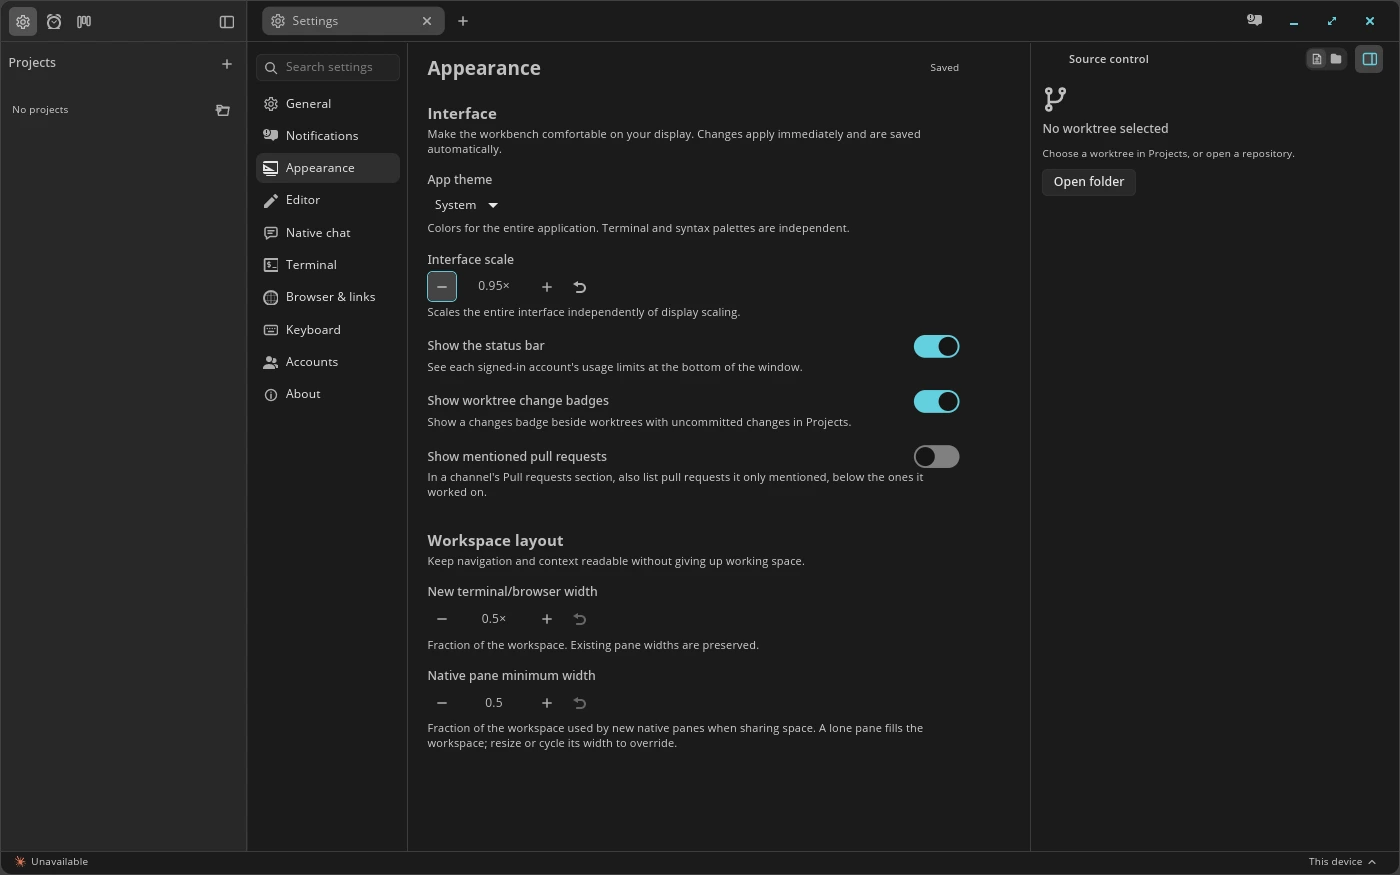 Settings
Projects
No projects
Search settings
General
Notifications
Appearance
Editor
Native chat
Terminal
Browser & links
Keyboard
Accounts
About
Appearance
Saved
Interface
Make the workbench comfortable on your display. Changes apply immediately and are saved
automatically.
App theme
System
Colors for the entire application. Terminal and syntax palettes are independent.
Interface scale
0.95×
Scales the entire interface independently of display scaling.
Show the status bar
See each signed-in account's usage limits at the bottom of the window.
Show worktree change badges
Show a changes badge beside worktrees with uncommitted changes in Projects.
Show mentioned pull requests
In a channel's Pull requests section, also list pull requests it only mentioned, below the ones it
worked on.
Workspace layout
Keep navigation and context readable without giving up working space.
New terminal/browser width
0.5×
Fraction of the workspace. Existing pane widths are preserved.
Native pane minimum width
0.5
Fraction of the workspace used by new native panes when sharing space. A lone pane fills the
workspace; resize or cycle its width to override.
Source control
No worktree selected
Choose a worktree in Projects, or open a repository.
Open folder
Unavailable
This device